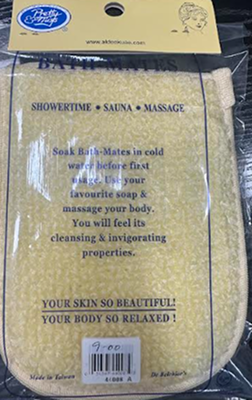 Pretty
www.aldenkuhn.com
BATH-MATES
SHOWERTIME • SAUNA • MASSAGE
Soak Bath-Mates in cold
water before first
usage. Use your
favourite soap &
massage your body.
You will feel its
cleansing & invigorating
properties.
YOUR SKIN SO BEAUTIFUL!
YOUR BODY SO RELAXED !
9-00
Made in Taiwan